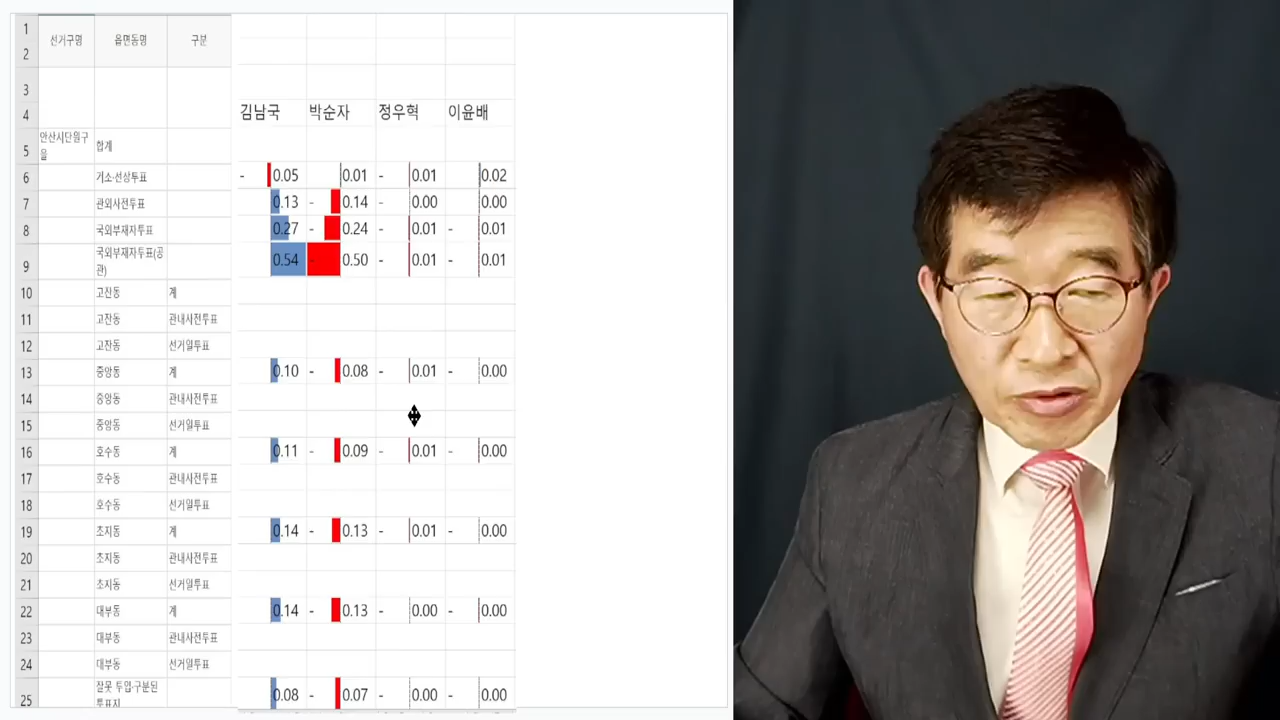 1
2 선거구명 읍면동명 구분
3
4 김남국 박순자 정우혁 이윤배
5 안산시단원구을 합계
6 거소·선상투표 - 0.05 0.01 - 0.01 0.02
7 관외사전투표 0.13 - 0.14 0.00 0.00
8 국외부재자투표 0.27 - 0.24 - 0.01 - 0.01
9 국외부재자투표(공관) 0.54 - 0.50 - 0.01 - 0.01
10 고잔동 계
11 고잔동 관내사전투표
12 고잔동 선거일투표
13 중앙동 계 0.10 - 0.08 - 0.01 - 0.00
14 중앙동 관내사전투표
15 중앙동 선거일투표
16 호수동 계 0.11 - 0.09 - 0.01 - 0.00
17 호수동 관내사전투표
18 호수동 선거일투표
19 초지동 계 0.14 - 0.13 - 0.01 - 0.00
20 초지동 관내사전투표
21 초지동 선거일투표
22 대부동 계 0.14 - 0.13 - 0.00 - 0.00
23 대부동 관내사전투표
24 대부동 선거일투표
25 잘못 투입·구분된 투표지 0.08 - 0.07 - 0.00 - 0.00